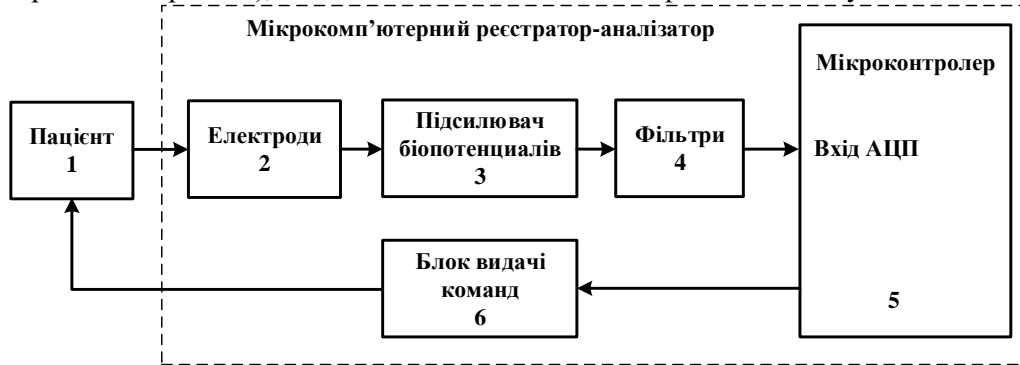 Мікрокомп’ютерний реєстратор-аналізатор
Пацієнт
1
Електроди
2
Підсилювач
біопотенциалів
3
Фільтри
4
Мікроконтролер
Вхід АЦП
5
Блок видачі
команд
6